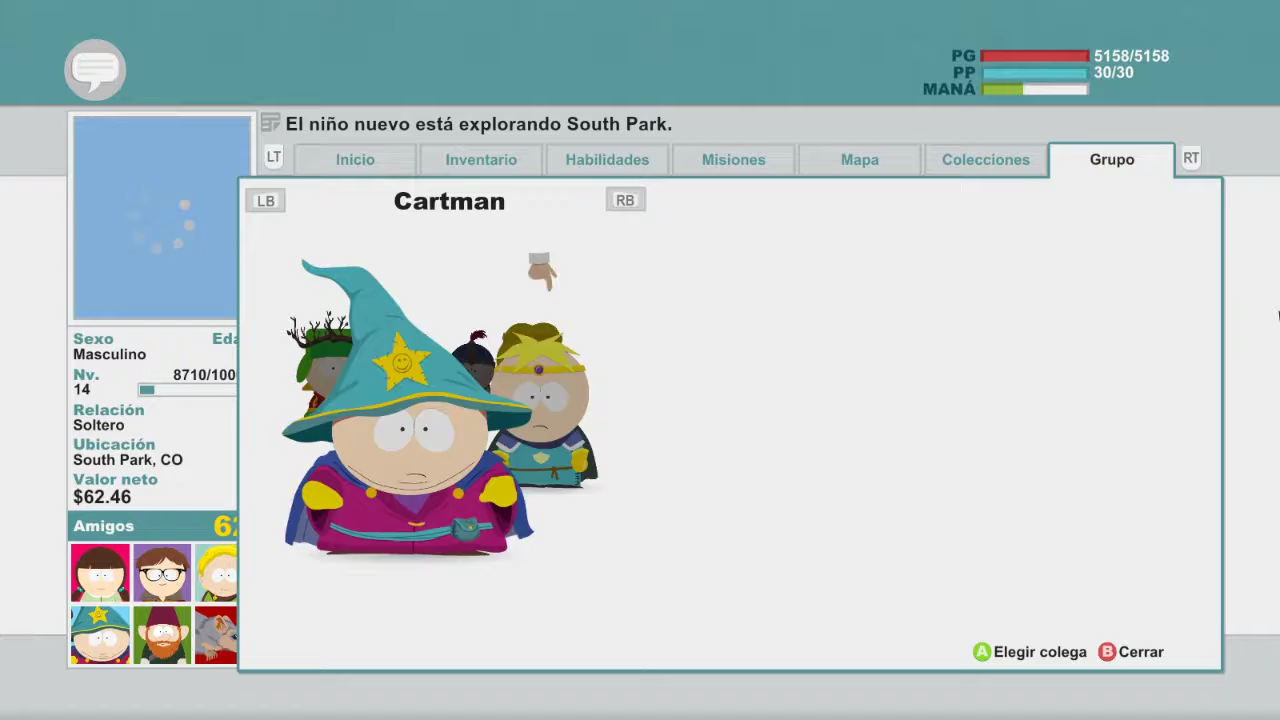 PG 5158/5158
PP 30/30
MANÁ
El niño nuevo está explorando South Park.
LT Inicio Inventario Habilidades Misiones Mapa Colecciones Grupo RT
LB Cartman RB
Sexo
Masculino
Nv. 8710/100
14
Relación
Soltero
Ubicación
South Park, CO
Valor neto
$62.46
Amigos
A Elegir colega B Cerrar